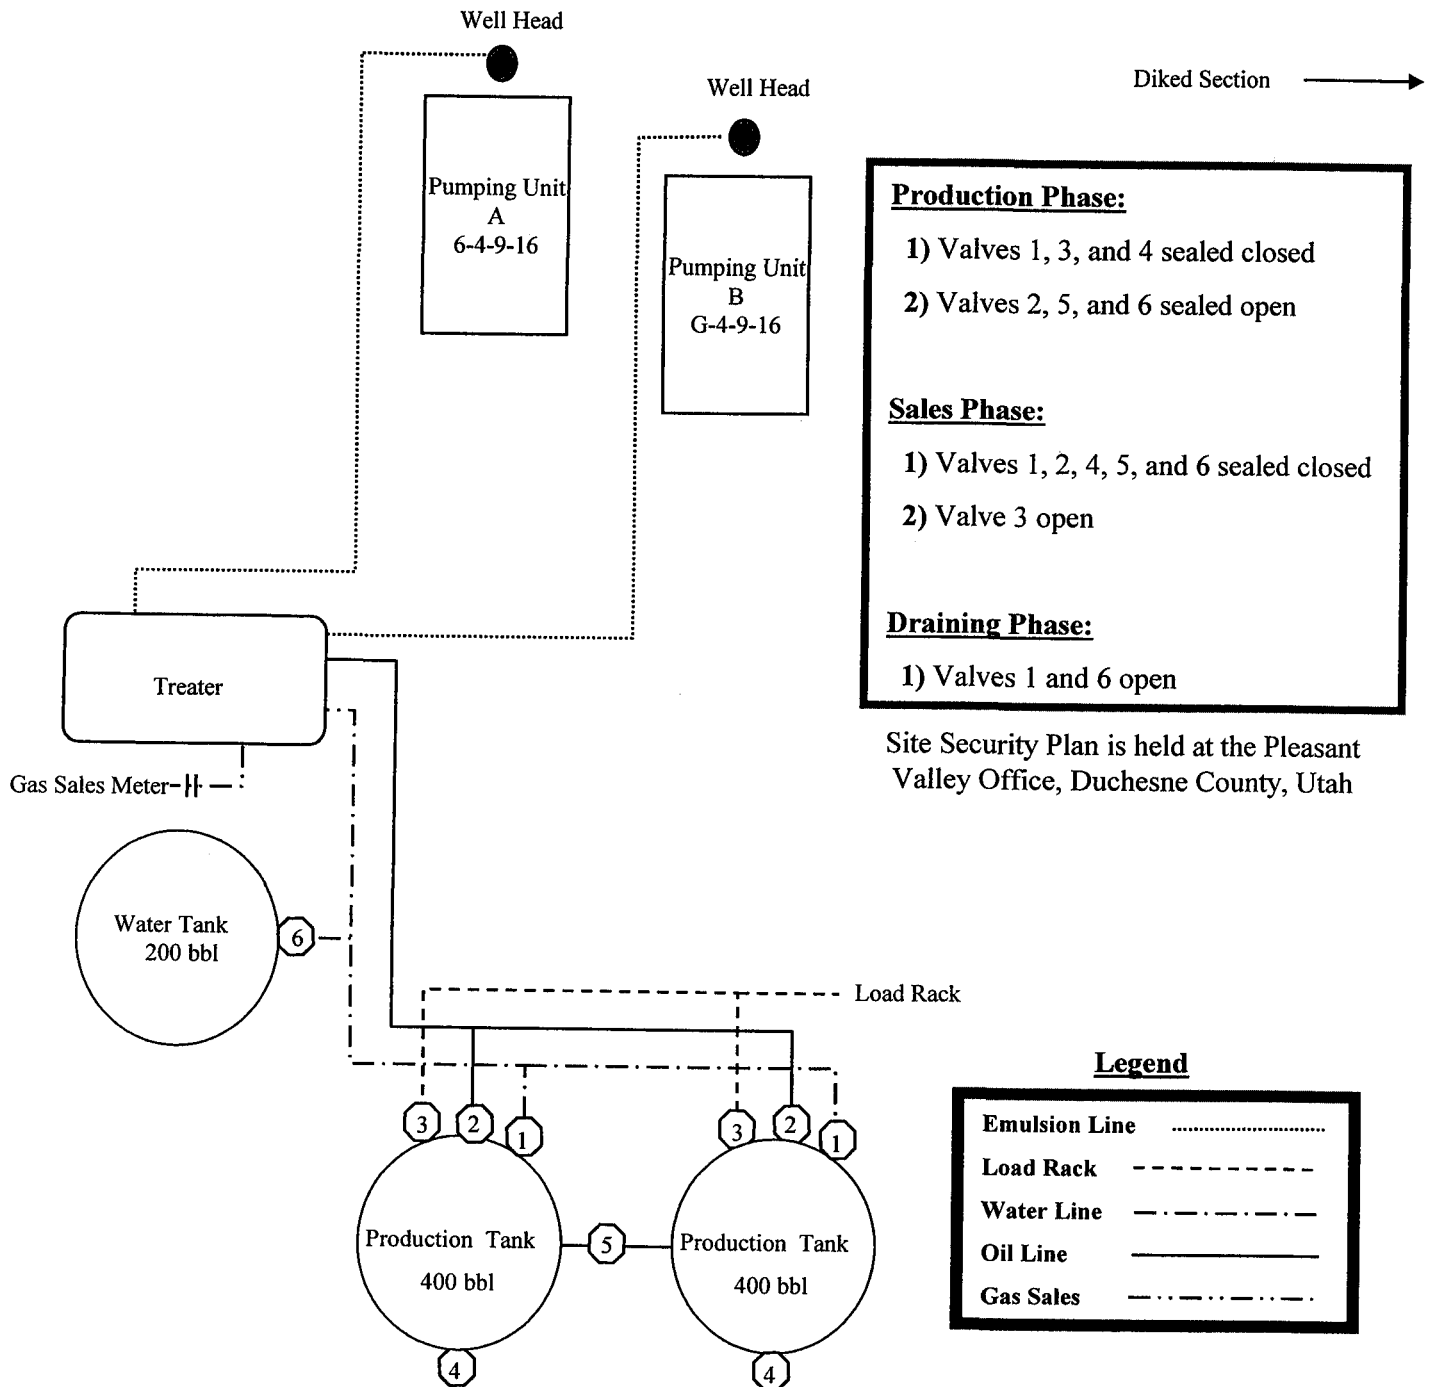 Well Head
Well Head
Diked Section
Pumping Unit
A
6-4-9-16
Pumping Unit
B
G-4-9-16
Production Phase:
1) Valves 1, 3, and 4 sealed closed
2) Valves 2, 5, and 6 sealed open
Sales Phase:
1) Valves 1, 2, 4, 5, and 6 sealed closed
2) Valve 3 open
Draining Phase:
1) Valves 1 and 6 open
Site Security Plan is held at the Pleasant
Valley Office, Duchesne County, Utah
Treater
Gas Sales Meter
Water Tank
200 bbl
6
Load Rack
3
2
1
3
2
1
Production Tank
400 bbl
5
Production Tank
400 bbl
4
4
Legend
Emulsion Line
Load Rack
Water Line
Oil Line
Gas Sales